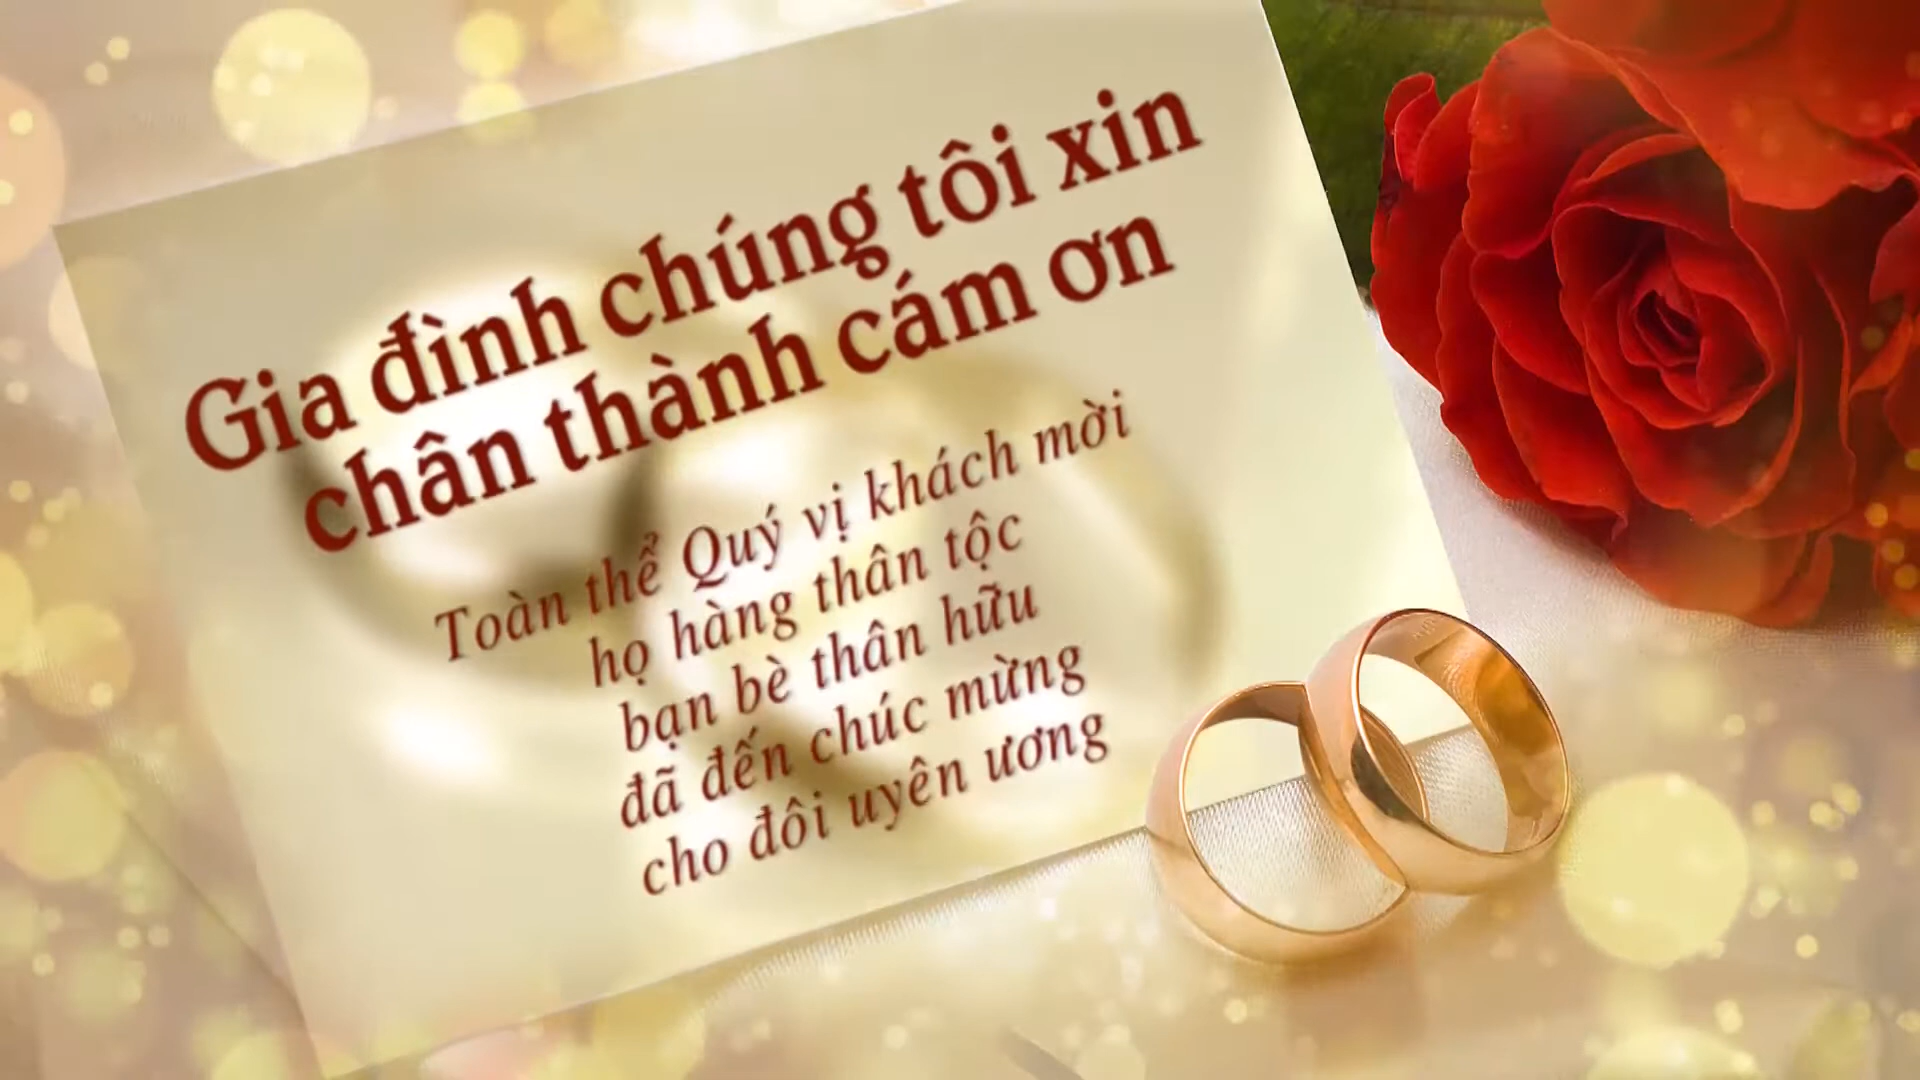 Gia đình chúng tôi xin
chân thành cám ơn
Toàn thể Quý vị khách mời
họ hàng thân tộc
bạn bè thân hữu
đã đến chúc mừng
cho đôi uyên ương